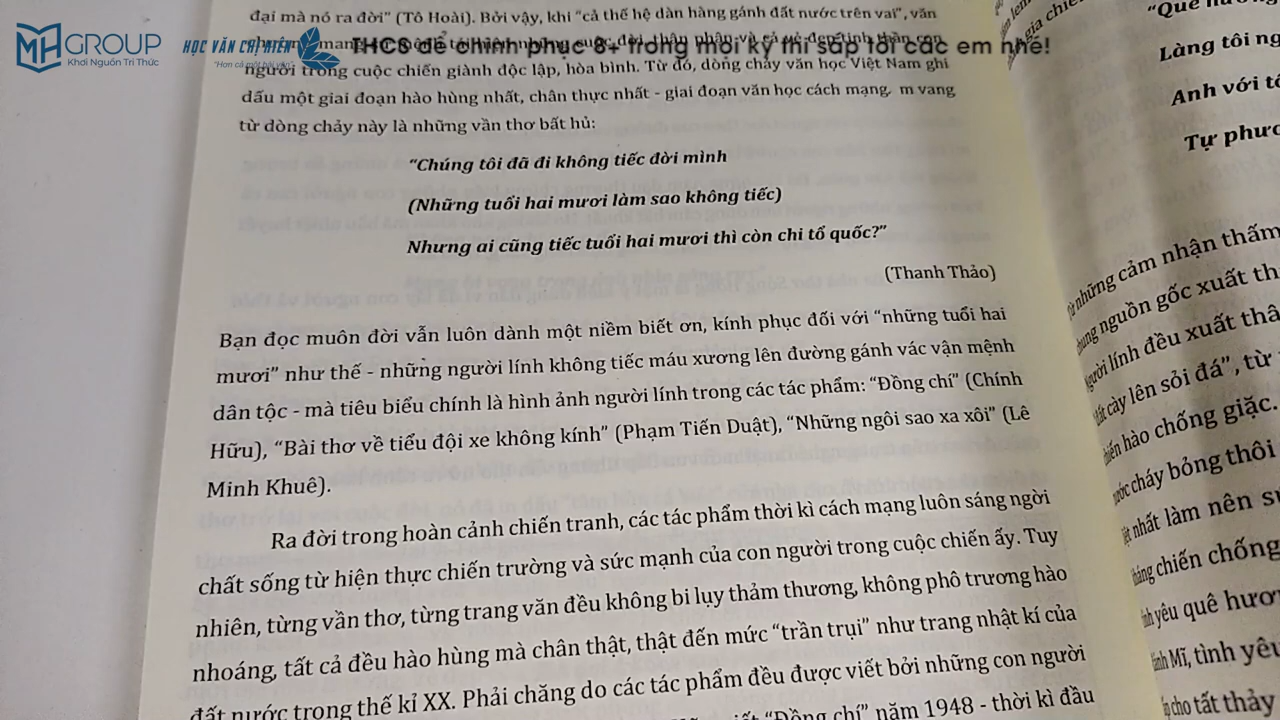 MH GROUP
Khơi Nguồn Tri Thức
HỌC VĂN CHỊ HIÊN
"Hơn cả một bài văn"
THCS để chinh phục 8+ trong mọi kỳ thi sắp tới các em nhé!
đại mà nó ra đời” (Tô Hoài). Bởi vậy, khi “cả thế hệ dàn hàng gánh đất nước trên vai”, văn
người trong cuộc chiến giành độc lập, hòa bình. Từ đó, dòng chảy văn học Việt Nam ghi
dấu một giai đoạn hào hùng nhất, chân thực nhất - giai đoạn văn học cách mạng. m vang
từ dòng chảy này là những vần thơ bất hủ:
“Chúng tôi đã đi không tiếc đời mình
(Những tuổi hai mươi làm sao không tiếc)
Nhưng ai cũng tiếc tuổi hai mươi thì còn chi tổ quốc?”
(Thanh Thảo)
Bạn đọc muôn đời vẫn luôn dành một niềm biết ơn, kính phục đối với “những tuổi hai
mươi” như thế - những người lính không tiếc máu xương lên đường gánh vác vận mệnh
dân tộc - mà tiêu biểu chính là hình ảnh người lính trong các tác phẩm: “Đồng chí” (Chính
Hữu), “Bài thơ về tiểu đội xe không kính” (Phạm Tiến Duật), “Những ngôi sao xa xôi” (Lê
Minh Khuê).
Ra đời trong hoàn cảnh chiến tranh, các tác phẩm thời kì cách mạng luôn sáng ngời
chất sống từ hiện thực chiến trường và sức mạnh của con người trong cuộc chiến ấy. Tuy
nhiên, từng vần thơ, từng trang văn đều không bi lụy thảm thương, không phô trương hào
nhoáng, tất cả đều hào hùng mà chân thật, thật đến mức “trần trụi” như trang nhật kí của
đất nước trong thế kỉ XX. Phải chăng do các tác phẩm đều được viết bởi những con người
viết “Đồng chí” năm 1948 - thời kì đầu
“Quê hương
Làng tôi
Anh với
Tự
những cảm nhận thấm
nguồn gốc xuất
người lính đều xuất thân
cày lên sỏi đá”, từ
hào chống giặc.
cháy bỏng thôi
nhất làm nên
chiến chống
yêu quê hương
Mĩ, tình yêu
cho tất thảy